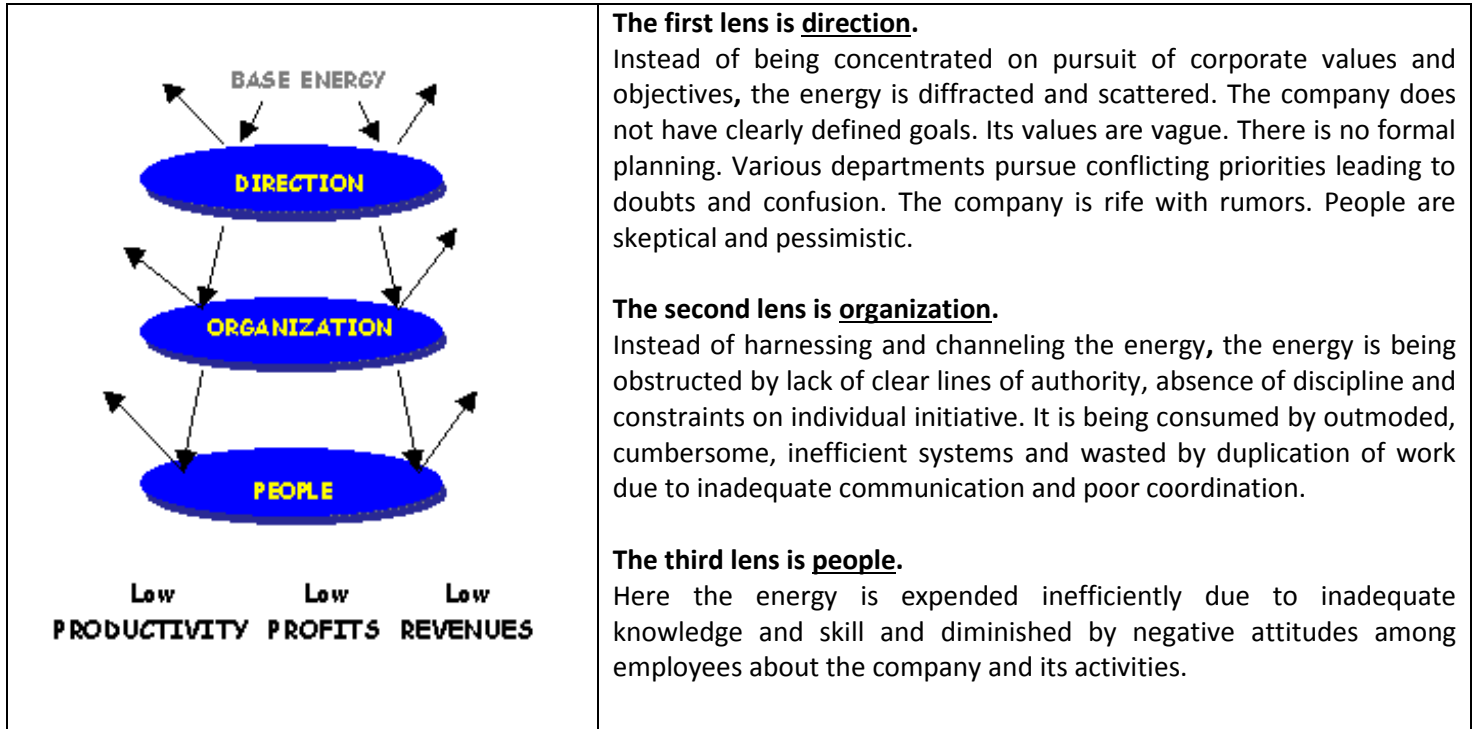 BASE ENERGY
DIRECTION
ORGANIZATION
PEOPLE
Low Low Low
PRODUCTIVITY PROFITS REVENUES
The first lens is direction.
Instead of being concentrated on pursuit of corporate values and
objectives, the energy is diffracted and scattered. The company does
not have clearly defined goals. Its values are vague. There is no formal
planning. Various departments pursue conflicting priorities leading to
doubts and confusion. The company is rife with rumors. People are
skeptical and pessimistic.
The second lens is organization.
Instead of harnessing and channeling the energy, the energy is being
obstructed by lack of clear lines of authority, absence of discipline and
constraints on individual initiative. It is being consumed by outmoded,
cumbersome, inefficient systems and wasted by duplication of work
due to inadequate communication and poor coordination.
The third lens is people.
Here the energy is expended inefficiently due to inadequate
knowledge and skill and diminished by negative attitudes among
employees about the company and its activities.